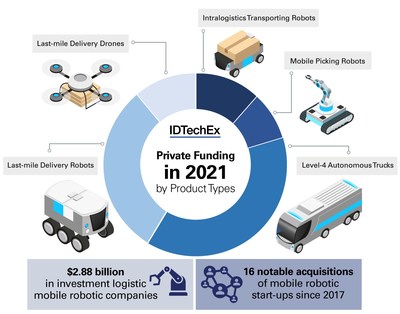 Intralogistics Transporting Robots
Last-mile Delivery Drones
Mobile Picking Robots
IDTechEx
Private Funding
in 2021
by Product Types
Last-mile Delivery Robots
Level-4 Autonomous Trucks
$2.88 billion
in investment logistic
mobile robotic companies
16 notable acquisitions
of mobile robotic
start-ups since 2017